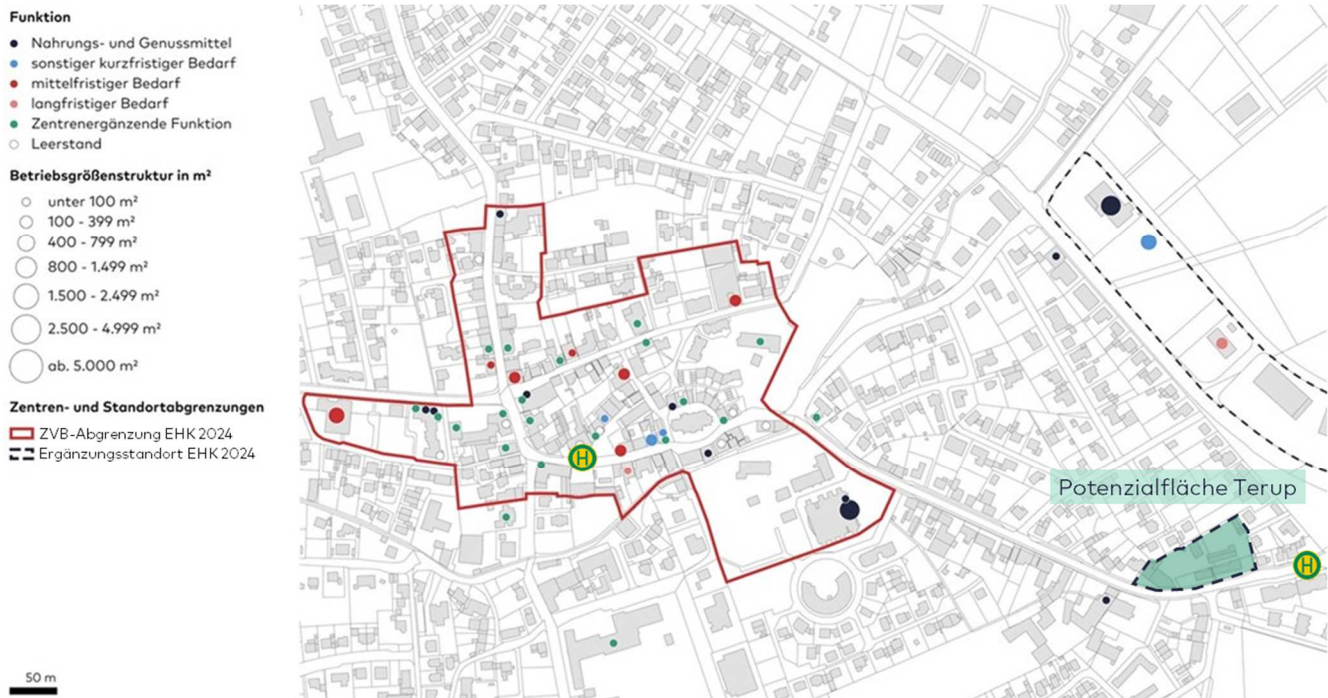 Funktion
Nahrungs- und Genussmittel
sonstiger kurzfristiger Bedarf
mittelfristiger Bedarf
langfristiger Bedarf
Zentrenergänzende Funktion
Leerstand
Betriebsgrößenstruktur in m²
unter 100 m²
100 - 399 m²
400 - 799 m²
800 - 1.499 m²
1.500 - 2.499 m²
2.500 - 4.999 m²
ab. 5.000 m²
Zentren- und Standortabgrenzungen
ZVB-Abgrenzung EHK 2024
Ergänzungsstandort EHK 2024
50 m
H
Potenzialfläche Terup
H